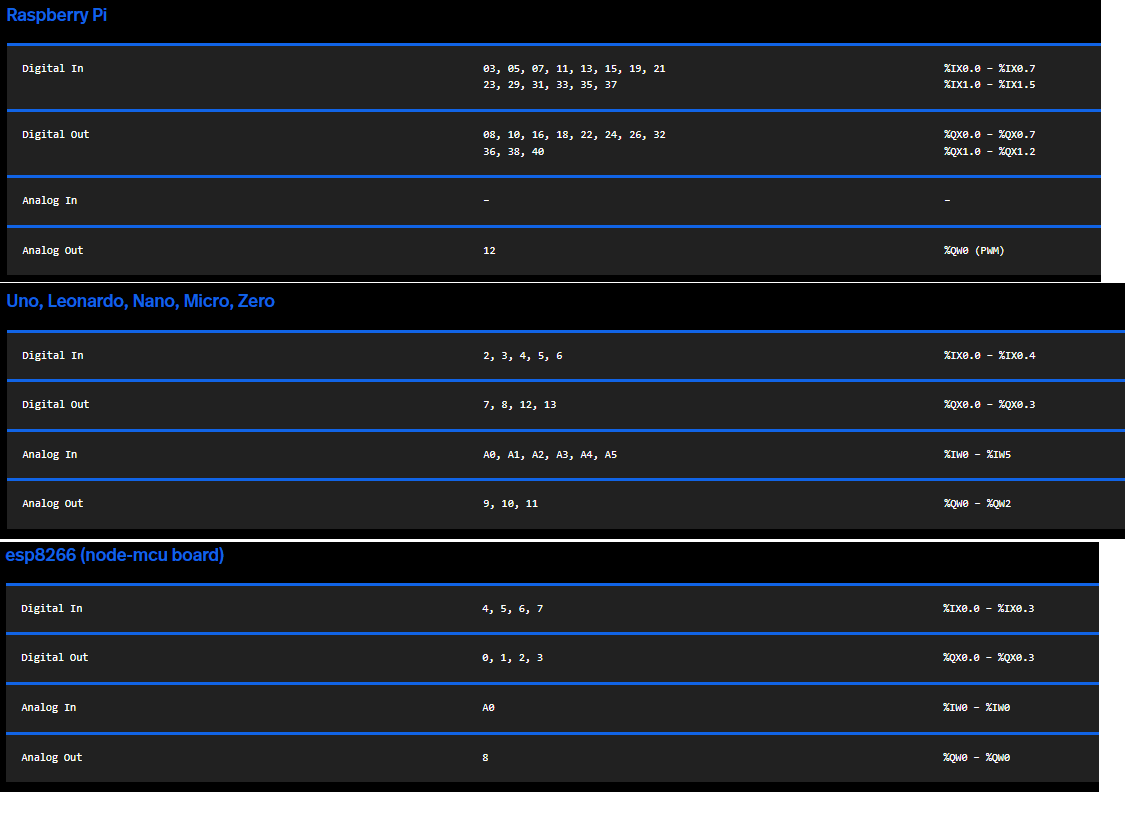 Raspberry Pi
Digital In 03, 05, 07, 11, 13, 15, 19, 21 %IX0.0 – %IX0.7
23, 29, 31, 33, 35, 37 %IX1.0 – %IX1.5
Digital Out 08, 10, 16, 18, 22, 24, 26, 32 %QX0.0 – %QX0.7
36, 38, 40 %QX1.0 – %QX1.2
Analog In – –
Analog Out 12 %QW0 (PWM)
Uno, Leonardo, Nano, Micro, Zero
Digital In 2, 3, 4, 5, 6 %IX0.0 – %IX0.4
Digital Out 7, 8, 12, 13 %QX0.0 – %QX0.3
Analog In A0, A1, A2, A3, A4, A5 %IW0 – %IW5
Analog Out 9, 10, 11 %QW0 – %QW2
esp8266 (node-mcu board)
Digital In 4, 5, 6, 7 %IX0.0 – %IX0.3
Digital Out 0, 1, 2, 3 %QX0.0 – %QX0.3
Analog In A0 %IW0 – %IW0
Analog Out 8 %QW0 – %QW0